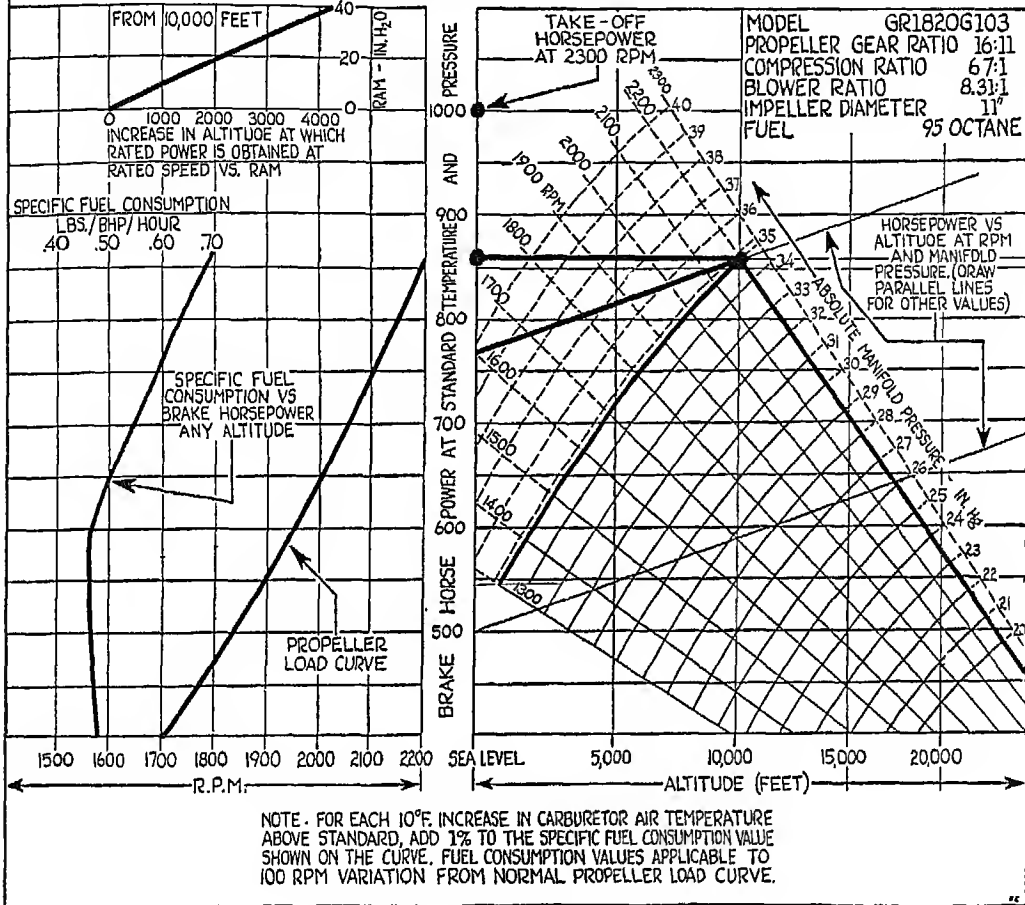 FROM 10,000 FEET
40
20
0
RAM - IN. H2O
0 1000 2000 3000 4000
INCREASE IN ALTITUDE AT WHICH
RATED POWER IS OBTAINED AT
RATED SPEED VS. RAM
SPECIFIC FUEL CONSUMPTION
LBS./BHP/HOUR
.40 .50 .60 .70
SPECIFIC FUEL
CONSUMPTION VS
BRAKE HORSEPOWER
ANY ALTITUDE
PROPELLER
LOAD CURVE
1500 1600 1700 1800 1900 2000 2100 2200
R.P.M.
BRAKE HORSE POWER AT STANDARD TEMPERATURE AND PRESSURE
1000
900
800
700
600
500
TAKE-OFF
HORSEPOWER
AT 2300 RPM
MODEL GR1820G103
PROPELLER GEAR RATIO 16:11
COMPRESSION RATIO 6.7:1
BLOWER RATIO 8.31:1
IMPELLER DIAMETER 11"
FUEL 95 OCTANE
2300
2200
2100
2000
1900 RPM
1800
1700
1600
1500
1400
1300
40
39
38
37
36
35
34
33
32
31
30
29
28
27
26
25
24
23
22
21
20
ABSOLUTE MANIFOLD PRESSURE IN HG
HORSEPOWER VS
ALTITUDE AT RPM
AND MANIFOLD
PRESSURE. (DRAW
PARALLEL LINES
FOR OTHER VALUES)
SEA LEVEL 5,000 10,000 15,000 20,000
ALTITUDE (FEET)
NOTE - FOR EACH 10°F. INCREASE IN CARBURETOR AIR TEMPERATURE
ABOVE STANDARD, ADD 1% TO THE SPECIFIC FUEL CONSUMPTION VALUE
SHOWN ON THE CURVE. FUEL CONSUMPTION VALUES APPLICABLE TO
100 RPM VARIATION FROM NORMAL PROPELLER LOAD CURVE.